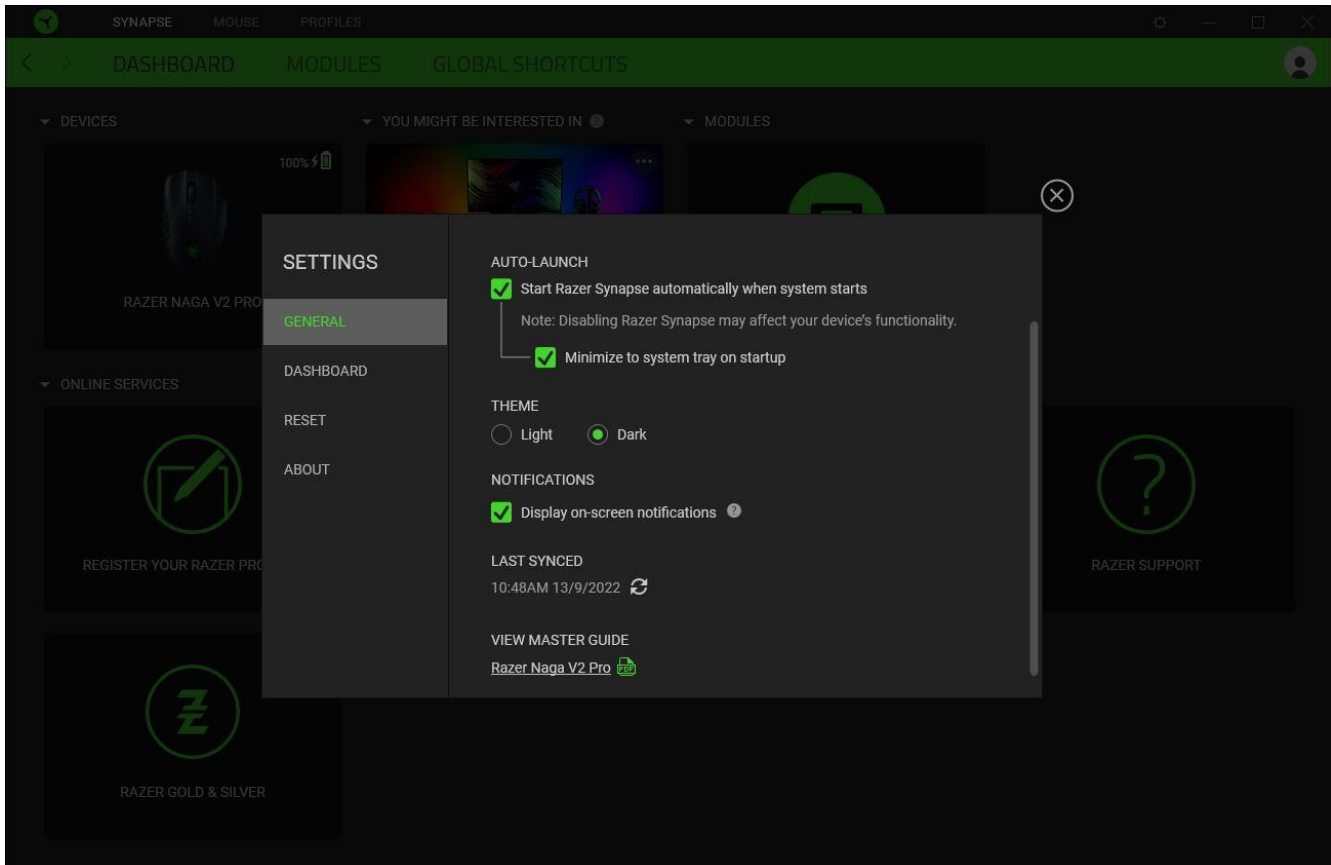 SYNAPSE MOUSE PROFILES
DASHBOARD MODULES GLOBAL SHORTCUTS
DEVICES
YOU MIGHT BE INTERESTED IN ?
MODULES
100%
RAZER NAGA V2 PRO
ONLINE SERVICES
REGISTER YOUR RAZER
RAZER GOLD & SILVER
RAZER SUPPORT
SETTINGS
GENERAL
DASHBOARD
RESET
ABOUT
AUTO-LAUNCH
Start Razer Synapse automatically when system starts
Note: Disabling Razer Synapse may affect your device’s functionality.
Minimize to system tray on startup
THEME
Light Dark
NOTIFICATIONS
Display on-screen notifications ?
LAST SYNCED
10:48AM 13/9/2022
VIEW MASTER GUIDE
Razer Naga V2 Pro PDF